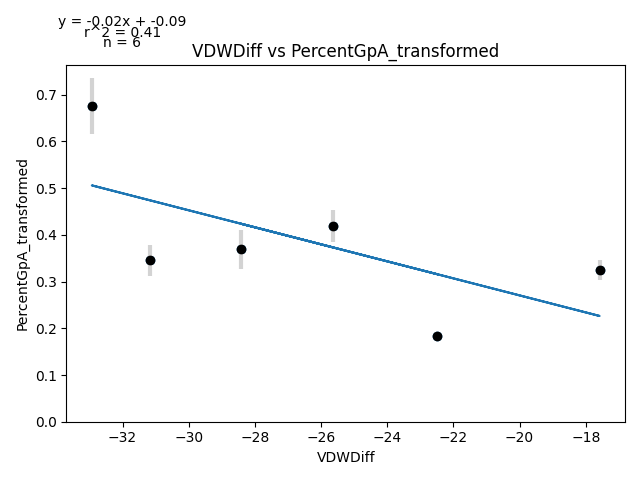 y = -0.02x + -0.09
r^2 = 0.41
n = 6
VDWDiff vs PercentGpA_transformed
PercentGpA_transformed
0.7
0.6
0.5
0.4
0.3
0.2
0.1
0.0
−32
−30
−28
−26
−24
−22
−20
−18
VDWDiff